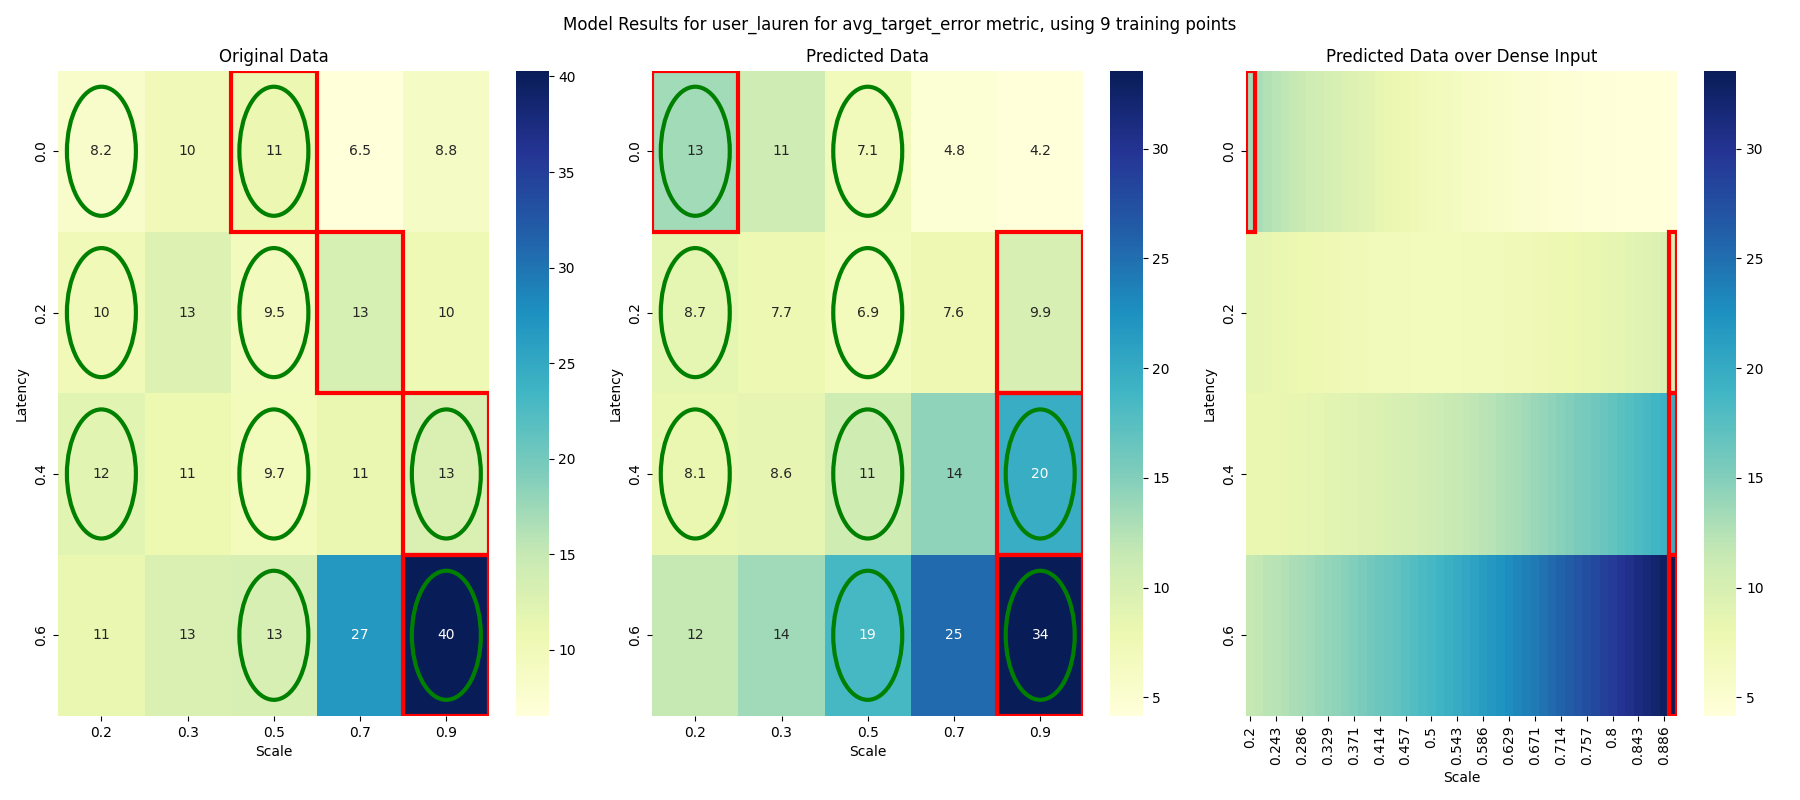 Model Results for user_lauren for avg_target_error metric, using 9 training points
Original Data
Latency
0.0 8.2 10 11 6.5 8.8
0.2 10 13 9.5 13 10
0.4 12 11 9.7 11 13
0.6 11 13 13 27 40
0.2 0.3 0.5 0.7 0.9
Scale
40
35
30
25
20
15
10
Predicted Data
Latency
0.0 13 11 7.1 4.8 4.2
0.2 8.7 7.7 6.9 7.6 9.9
0.4 8.1 8.6 11 14 20
0.6 12 14 19 25 34
0.2 0.3 0.5 0.7 0.9
Scale
30
25
20
15
10
5
Predicted Data over Dense Input
Latency
0.0
0.2
0.4
0.6
0.2 0.243 0.286 0.329 0.371 0.414 0.457 0.5 0.543 0.586 0.629 0.671 0.714 0.757 0.8 0.843 0.886
Scale
30
25
20
15
10
5